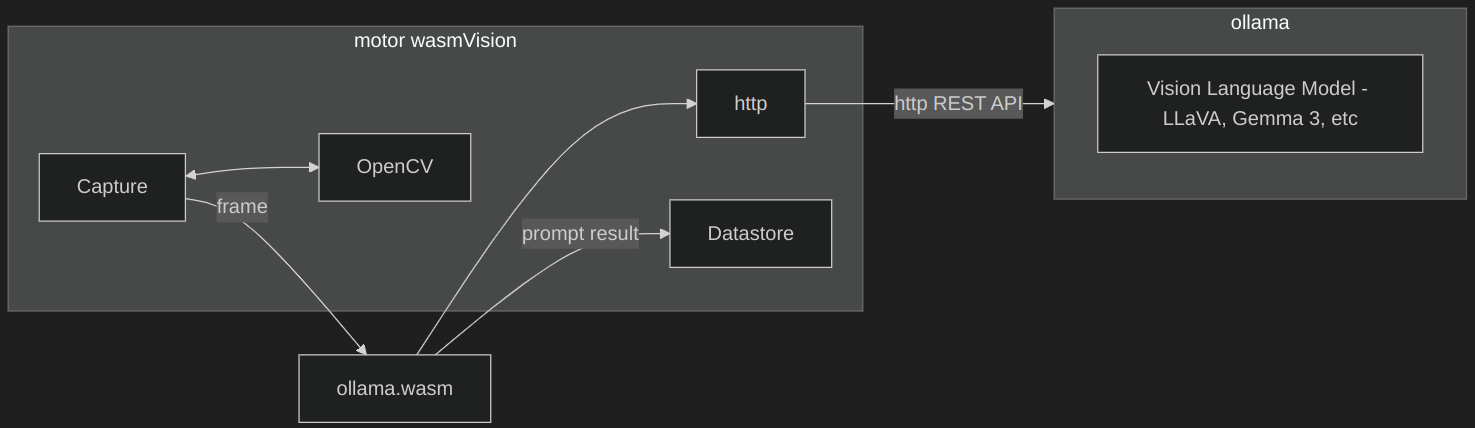 motor wasmVision
ollama
http
http REST API
Vision Language Model -
LLaVA, Gemma 3, etc
OpenCV
Capture
frame
prompt result
Datastore
ollama.wasm